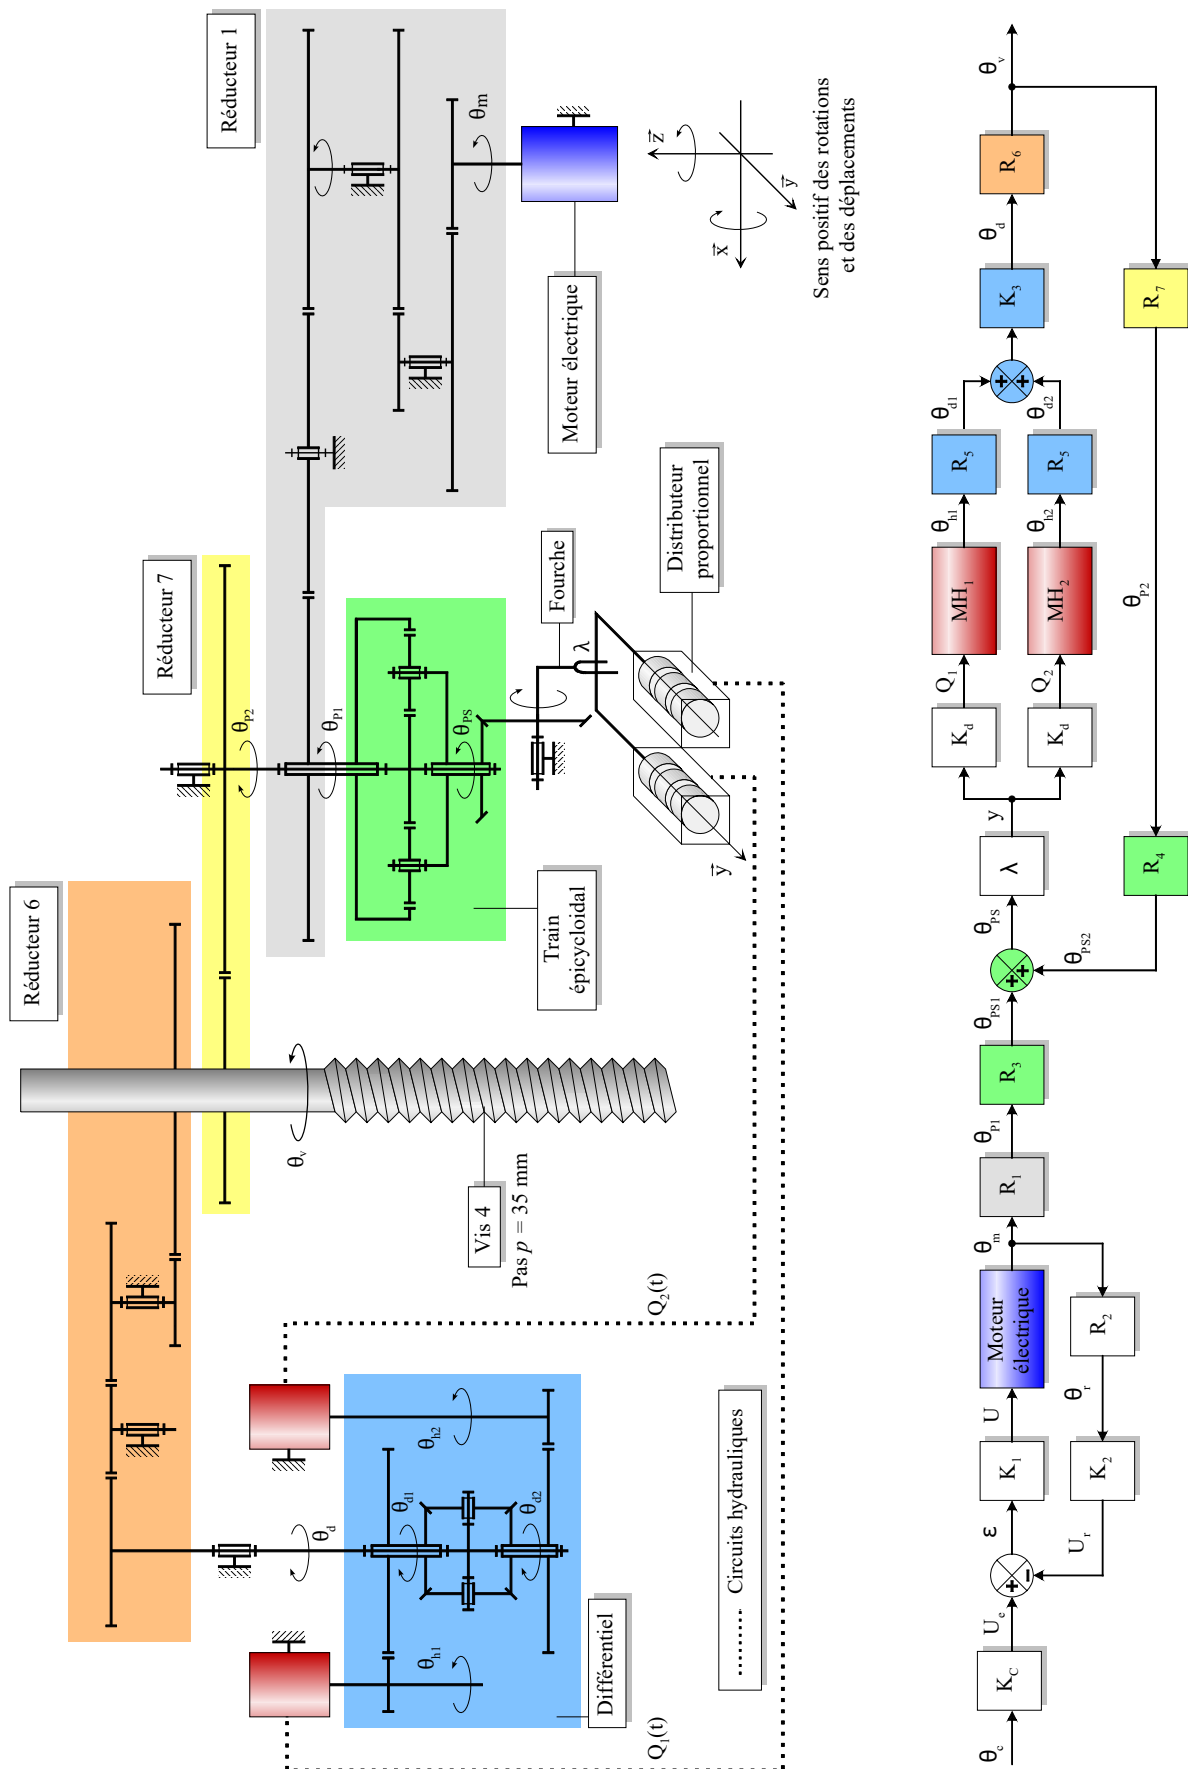 Réducteur 6
Réducteur 7
Réducteur 1
θd
θh1
θd1
θh2
θd2
Différentiel
Q1(t)
Q2(t)
Circuits hydrauliques
θv
Vis 4
Pas p = 35 mm
θP2
θP1
θPS
Train
épicycloïdal
Fourche
λ
y
Distributeur
proportionnel
θm
Moteur électrique
z
x
y
Sens positif des rotations
et des déplacements
θc
KC
Ue
+
-
ε
K1
U
Moteur
électrique
θm
R1
θP1
R3
θPS1
+
+
θPS
λ
y
Kd
Q1
MH1
θh1
R5
θd1
Kd
Q2
MH2
θh2
R5
θd2
+
+
K3
θd
R6
θv
Ur
K2
θr
R2
θPS2
R4
θP2
R7